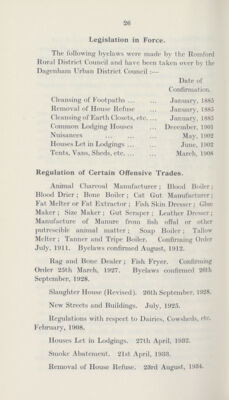 26
Legislation in Force.
The following byelaws were made by the Romford
Rural District Council and have been taken over by the
Dagenham Urban District Council :—
Date of
Confirmation.
Cleansing of Footpaths ... ... January, 1885
Removal of House Refuse ... January, 1885
Cleansing of Earth Closets, etc. ... January, 1885
Common Lodging Houses ... December, 1901
Nuisances ... ... ... May, 1902
Houses Let in Lodgings ... ... June, 1902
Tents, Vans, Sheds, etc. ... ... March, 1908
Regulation of Certain Offensive Trades.
Animal Charcoal Manufacturer; Blood Boiler;
Blood Drier; Bone Boiler; Cat Gut Manufacturer;
Fat Melter or Fat Extractor; Fish Skin Dresser; Glue
Maker; Size Maker; Gut Scraper; Leather Dresser;
Manufacture of Manure from fish offal or other
putrescible animal matter; Soap Boiler; Tallow
Melter; Tanner and Tripe Boiler. Confirming Order
July, 1911. Byelaws confirmed August, 1912.
Rag and Bone Dealer; Fish Fryer. Confirming
Order 25th March, 1927. Byelaws confirmed 26th
September, 1928.
Slaughter House (Revised). 26th September, 1928.
New Streets and Buildings. July, 1925.
Regulations with respect to Dairies, Cowsheds, etc.
February, 1908.
Houses Let in Lodgings. 27th April, 1932.
Smoke Abatement. 21st April, 1933.
Removal of House Refuse. 23rd August, 1934.